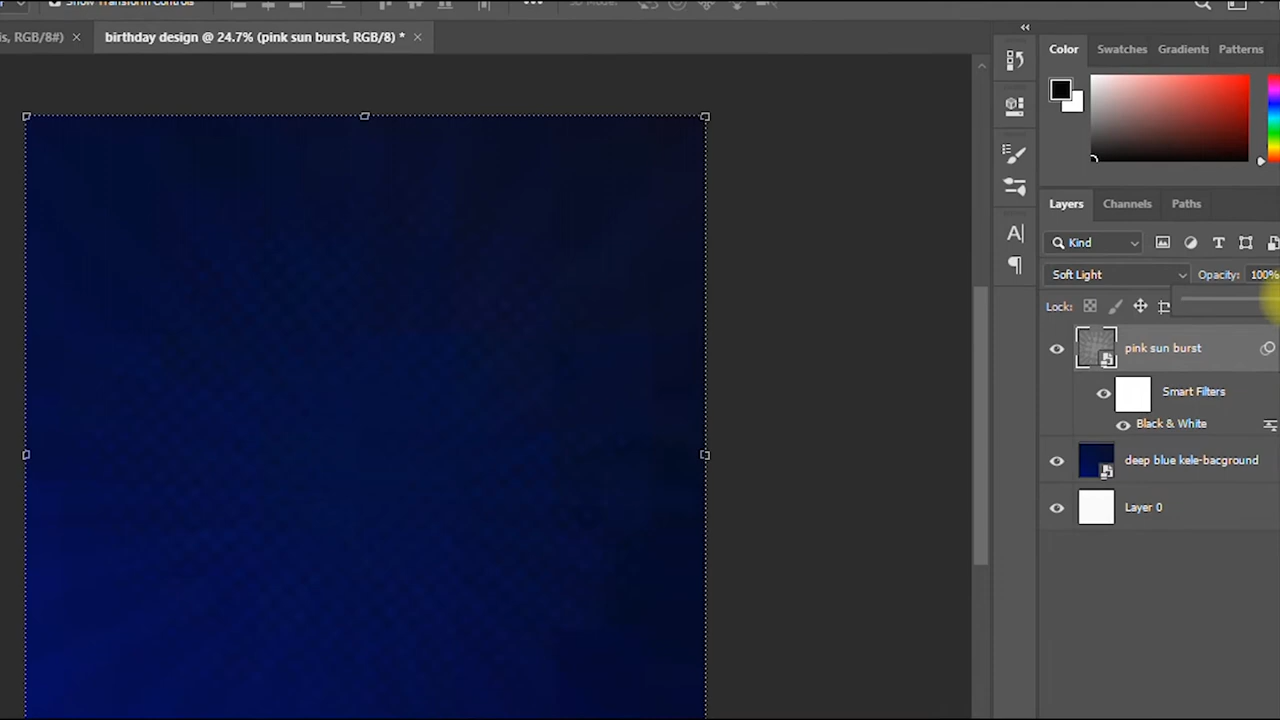 Show Transform Controls
is, RGB/8#) ×
birthday design @ 24.7% (pink sun burst, RGB/8) * ×
Color Swatches Gradients Patterns
Layers Channels Paths
Kind
Soft Light Opacity: 100%
Lock:
pink sun burst
Smart Filters
Black & White
deep blue kele-bacground
Layer 0